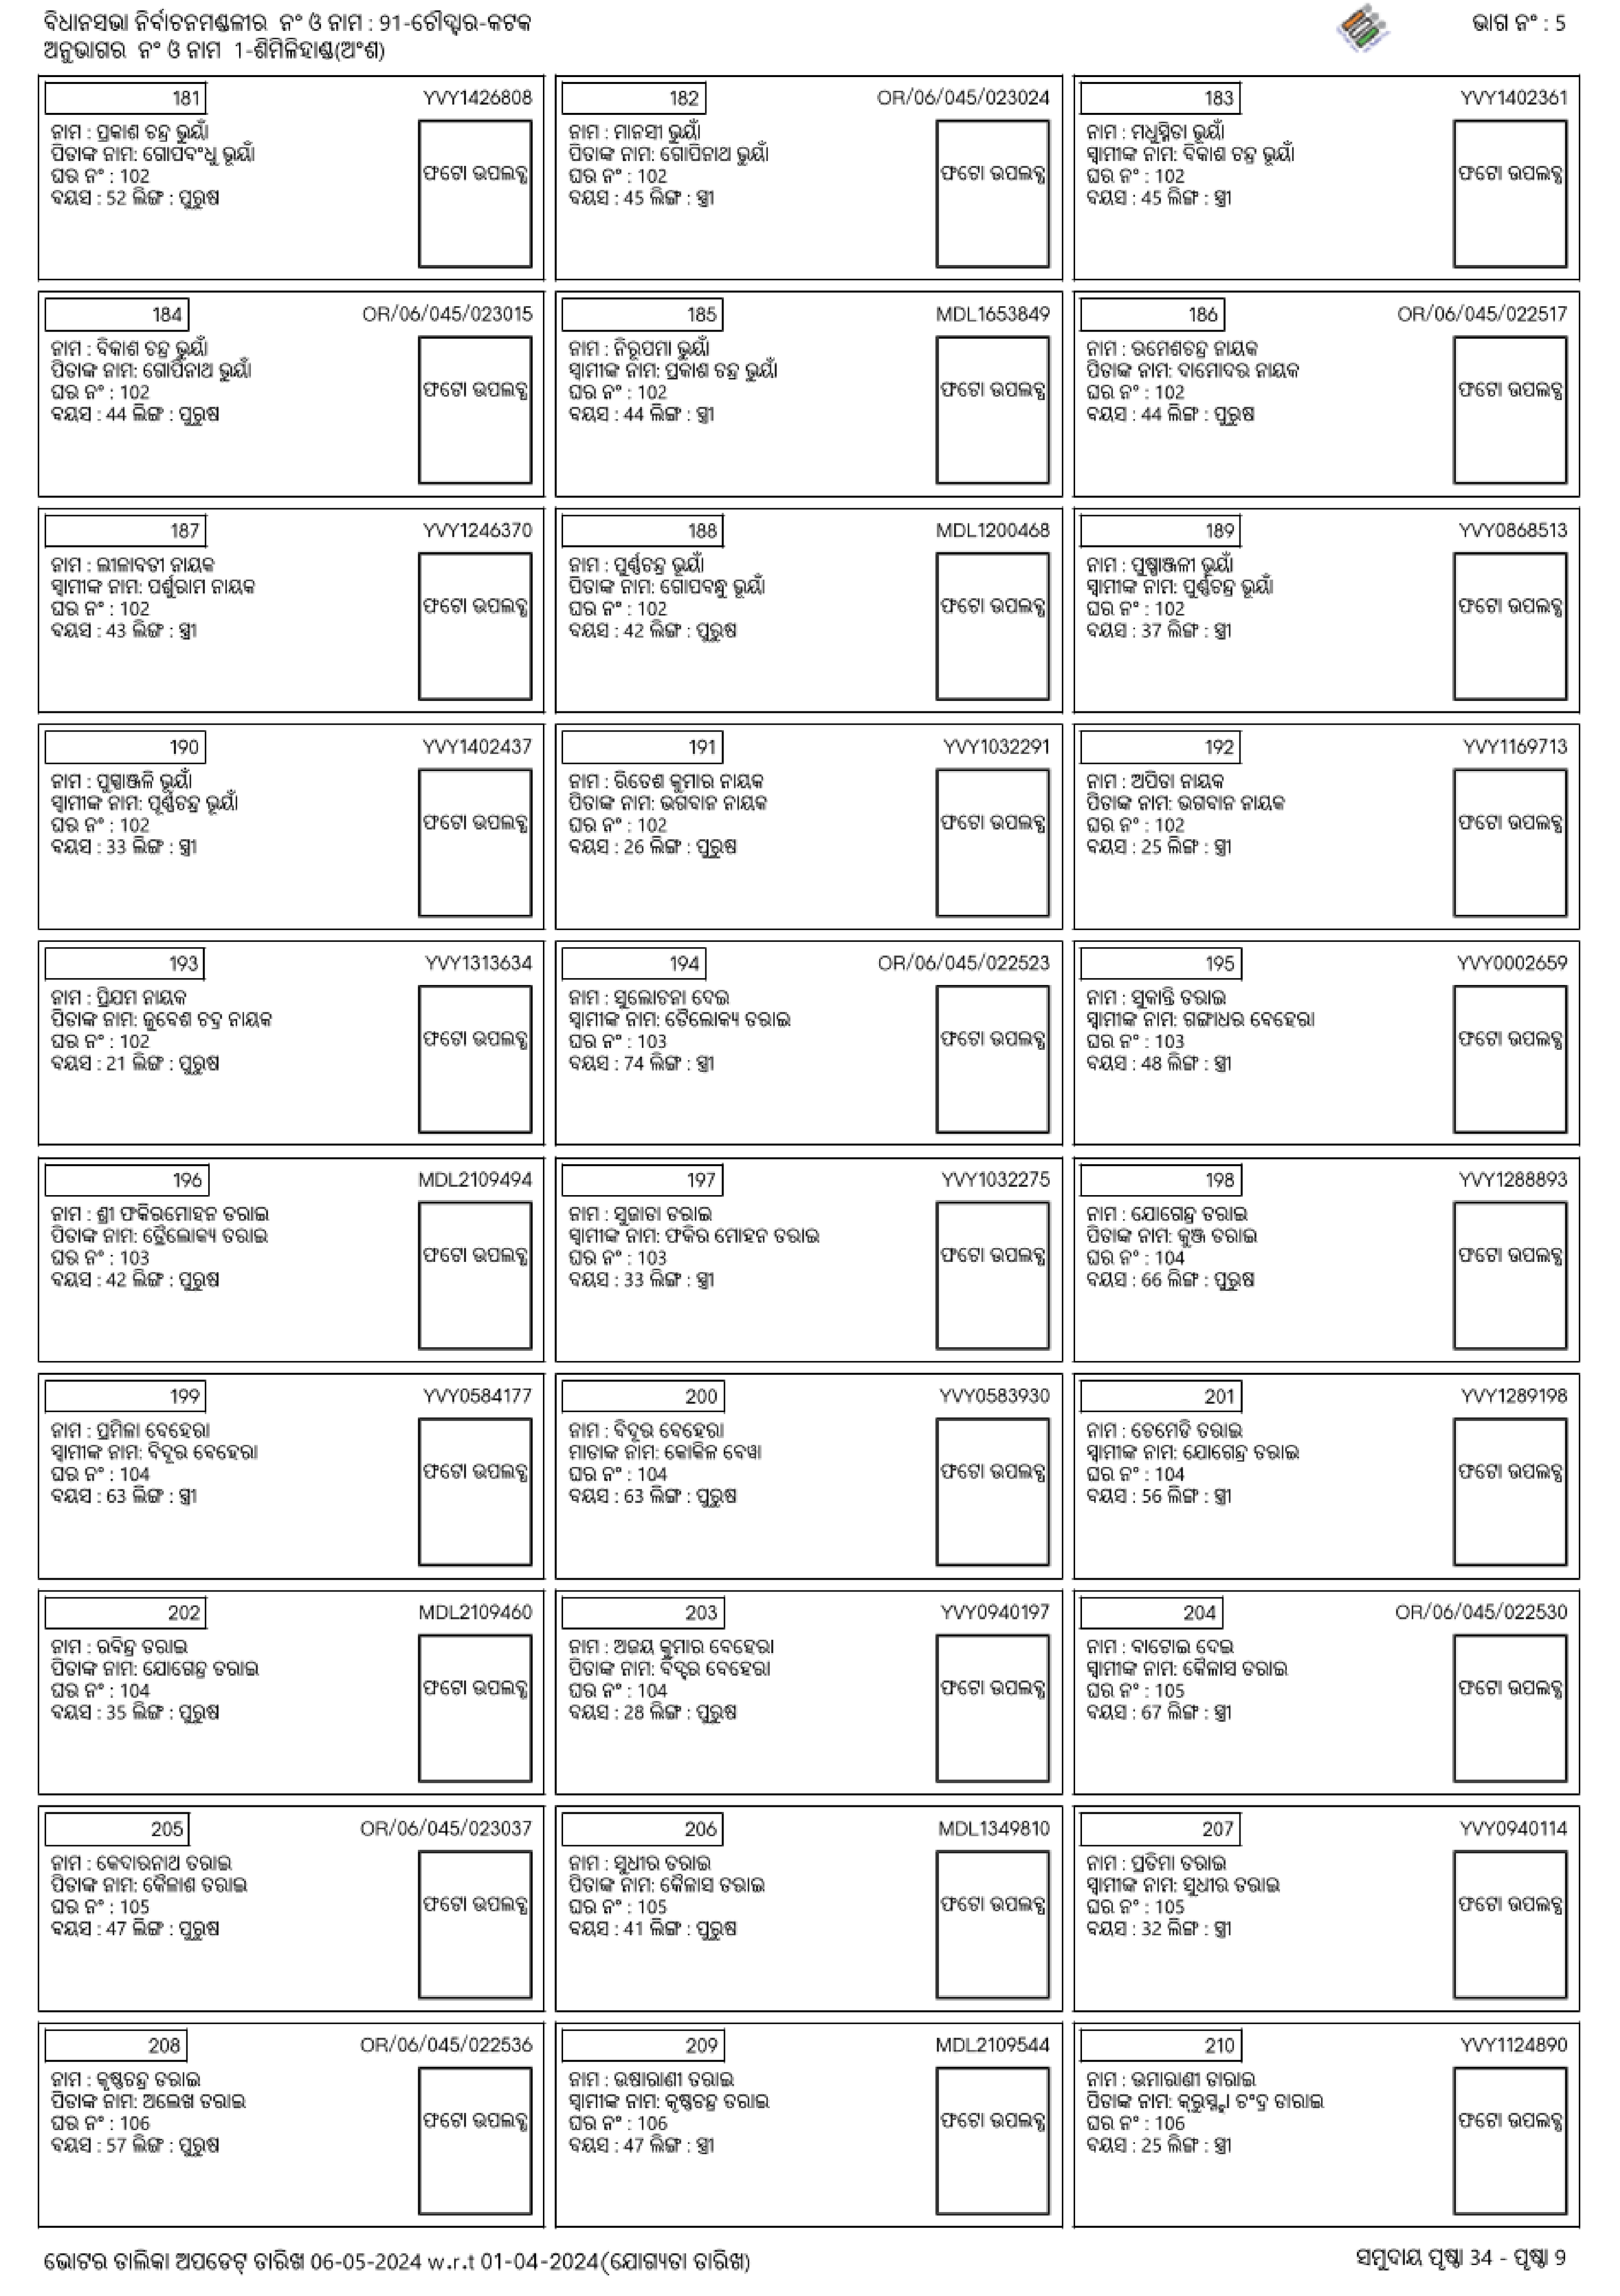 ବିଧାନସଭା ନିର୍ବାଚନମଣ୍ଡଳୀର ନଂ ଓ ନାମ : 91-ଚୌଦ୍ୱାର-କଟକ
ଅନୁଭାଗର ନଂ ଓ ନାମ 1-ଶିମିଳିହାଣ୍ଡ(ଅଂଶ)
ଭାଗ ନଂ : 5
181 YVY1426808
ନାମ : ପ୍ରକାଶ ଚନ୍ଦ୍ର ଭୁୟାଁ
ପିତାଙ୍କ ନାମ: ଗୋପବଂଧୁ ଭୂୟାଁ
ଘର ନଂ : 102
ବୟସ : 52 ଲିଙ୍ଗ : ପୁରୁଷ
ଫଟୋ ଉପଲବ୍ଧ
182 OR/06/045/023024
ନାମ : ମାନସୀ ଭୁୟାଁ
ପିତାଙ୍କ ନାମ: ଗୋପିନାଥ ଭୁୟାଁ
ଘର ନଂ : 102
ବୟସ : 45 ଲିଙ୍ଗ : ସ୍ତ୍ରୀ
ଫଟୋ ଉପଲବ୍ଧ
183 YVY1402361
ନାମ : ମଧୁସ୍ମିତା ଭୂୟାଁ
ସ୍ୱାମୀଙ୍କ ନାମ: ବିକାଶ ଚନ୍ଦ୍ର ଭୂୟାଁ
ଘର ନଂ : 102
ବୟସ : 45 ଲିଙ୍ଗ : ସ୍ତ୍ରୀ
ଫଟୋ ଉପଲବ୍ଧ
184 OR/06/045/023015
ନାମ : ବିକାଶ ଚନ୍ଦ୍ର ଭୁୟାଁ
ପିତାଙ୍କ ନାମ: ଗୋପିନାଥ ଭୁୟାଁ
ଘର ନଂ : 102
ବୟସ : 44 ଲିଙ୍ଗ : ପୁରୁଷ
ଫଟୋ ଉପଲବ୍ଧ
185 MDL1653849
ନାମ : ନିରୂପମା ଭୁୟାଁ
ସ୍ୱାମୀଙ୍କ ନାମ: ପ୍ରକାଶ ଚନ୍ଦ୍ର ଭୁୟାଁ
ଘର ନଂ : 102
ବୟସ : 44 ଲିଙ୍ଗ : ସ୍ତ୍ରୀ
ଫଟୋ ଉପଲବ୍ଧ
186 OR/06/045/022517
ନାମ : ଉମେଶଚନ୍ଦ୍ର ନାୟକ
ପିତାଙ୍କ ନାମ: ଦାମୋଦର ନାୟକ
ଘର ନଂ : 102
ବୟସ : 44 ଲିଙ୍ଗ : ପୁରୁଷ
ଫଟୋ ଉପଲବ୍ଧ
187 YVY1246370
ନାମ : ଲୀଳାବତୀ ନାୟକ
ସ୍ୱାମୀଙ୍କ ନାମ: ପର୍ଶୁରାମ ନାୟକ
ଘର ନଂ : 102
ବୟସ : 43 ଲିଙ୍ଗ : ସ୍ତ୍ରୀ
ଫଟୋ ଉପଲବ୍ଧ
188 MDL1200468
ନାମ : ପୁର୍ଣ୍ଣଚନ୍ଦ୍ର ଭୂୟାଁ
ପିତାଙ୍କ ନାମ: ଗୋପବନ୍ଧୁ ଭୂୟାଁ
ଘର ନଂ : 102
ବୟସ : 42 ଲିଙ୍ଗ : ପୁରୁଷ
ଫଟୋ ଉପଲବ୍ଧ
189 YVY0868513
ନାମ : ପୁଷ୍ପାଞ୍ଜଳୀ ଭୂୟାଁ
ସ୍ୱାମୀଙ୍କ ନାମ: ପୁର୍ଣ୍ଣଚନ୍ଦ୍ର ଭୂୟାଁ
ଘର ନଂ : 102
ବୟସ : 37 ଲିଙ୍ଗ : ସ୍ତ୍ରୀ
ଫଟୋ ଉପଲବ୍ଧ
190 YVY1402437
ନାମ : ପୁସ୍ପାଞ୍ଜଳି ଭୂୟାଁ
ସ୍ୱାମୀଙ୍କ ନାମ: ପୂର୍ଣ୍ଣଚନ୍ଦ୍ର ଭୂୟାଁ
ଘର ନଂ : 102
ବୟସ : 33 ଲିଙ୍ଗ : ସ୍ତ୍ରୀ
ଫଟୋ ଉପଲବ୍ଧ
191 YVY1032291
ନାମ : ରିତେଶ କୁମାର ନାୟକ
ପିତାଙ୍କ ନାମ: ଭଗବାନ ନାୟକ
ଘର ନଂ : 102
ବୟସ : 26 ଲିଙ୍ଗ : ପୁରୁଷ
ଫଟୋ ଉପଲବ୍ଧ
192 YVY1169713
ନାମ : ଅପିତା ନାୟକ
ପିତାଙ୍କ ନାମ: ଭଗବାନ ନାୟକ
ଘର ନଂ : 102
ବୟସ : 25 ଲିଙ୍ଗ : ସ୍ତ୍ରୀ
ଫଟୋ ଉପଲବ୍ଧ
193 YVY1313634
ନାମ : ପ୍ରିଯମ ନାୟକ
ପିତାଙ୍କ ନାମ: ଜୁବେଶ ଚଦ୍ର ନାୟକ
ଘର ନଂ : 102
ବୟସ : 21 ଲିଙ୍ଗ : ପୁରୁଷ
ଫଟୋ ଉପଲବ୍ଧ
194 OR/06/045/022523
ନାମ : ସୁଲୋଚନା ଦେଇ
ସ୍ୱାମୀଙ୍କ ନାମ: ତୈଲୋକ୍ୟ ତରାଇ
ଘର ନଂ : 103
ବୟସ : 74 ଲିଙ୍ଗ : ସ୍ତ୍ରୀ
ଫଟୋ ଉପଲବ୍ଧ
195 YVY0002659
ନାମ : ସୁକାନ୍ତି ତରାଇ
ସ୍ୱାମୀଙ୍କ ନାମ: ଗଙ୍ଗାଧର ବେହେରା
ଘର ନଂ : 103
ବୟସ : 48 ଲିଙ୍ଗ : ସ୍ତ୍ରୀ
ଫଟୋ ଉପଲବ୍ଧ
196 MDL2109494
ନାମ : ଶ୍ରୀ ଫକିରମୋହନ ତରାଇ
ପିତାଙ୍କ ନାମ: ତ୍ରୈଲୋକ୍ୟ ତରାଇ
ଘର ନଂ : 103
ବୟସ : 42 ଲିଙ୍ଗ : ପୁରୁଷ
ଫଟୋ ଉପଲବ୍ଧ
197 YVY1032275
ନାମ : ସୁଜାତା ତରାଇ
ସ୍ୱାମୀଙ୍କ ନାମ: ଫକିର ମୋହନ ତରାଇ
ଘର ନଂ : 103
ବୟସ : 33 ଲିଙ୍ଗ : ସ୍ତ୍ରୀ
ଫଟୋ ଉପଲବ୍ଧ
198 YVY1288893
ନାମ : ଯୋଗେନ୍ଦ୍ର ତରାଇ
ପିତାଙ୍କ ନାମ: କୁଞ୍ଜ ତରାଇ
ଘର ନଂ : 104
ବୟସ : 66 ଲିଙ୍ଗ : ପୁରୁଷ
ଫଟୋ ଉପଲବ୍ଧ
199 YVY0584177
ନାମ : ପ୍ରମିଳା ବେହେରା
ସ୍ୱାମୀଙ୍କ ନାମ: ବିଦୂର ବେହେରା
ଘର ନଂ : 104
ବୟସ : 63 ଲିଙ୍ଗ : ସ୍ତ୍ରୀ
ଫଟୋ ଉପଲବ୍ଧ
200 YVY0583930
ନାମ : ବିଦୂର ବେହେରା
ମାତାଙ୍କ ନାମ: କୋକିଳ ବେୱା
ଘର ନଂ : 104
ବୟସ : 63 ଲିଙ୍ଗ : ପୁରୁଷ
ଫଟୋ ଉପଲବ୍ଧ
201 YVY1289198
ନାମ : ଚେମେଡି ତରାଇ
ସ୍ୱାମୀଙ୍କ ନାମ: ଯୋଗେନ୍ଦ୍ର ତରାଇ
ଘର ନଂ : 104
ବୟସ : 56 ଲିଙ୍ଗ : ସ୍ତ୍ରୀ
ଫଟୋ ଉପଲବ୍ଧ
202 MDL2109460
ନାମ : ରବିନ୍ଦ୍ର ତରାଇ
ପିତାଙ୍କ ନାମ: ଯୋଗେନ୍ଦ୍ର ତରାଇ
ଘର ନଂ : 104
ବୟସ : 35 ଲିଙ୍ଗ : ପୁରୁଷ
ଫଟୋ ଉପଲବ୍ଧ
203 YVY0940197
ନାମ : ଅଜୟ କୁମାର ବେହେରା
ପିତାଙ୍କ ନାମ: ବିଦୁର ବେହେରା
ଘର ନଂ : 104
ବୟସ : 28 ଲିଙ୍ଗ : ପୁରୁଷ
ଫଟୋ ଉପଲବ୍ଧ
204 OR/06/045/022530
ନାମ : ବାଟୋଇ ଦେଇ
ସ୍ୱାମୀଙ୍କ ନାମ: କୈଳାସ ତରାଇ
ଘର ନଂ : 105
ବୟସ : 67 ଲିଙ୍ଗ : ସ୍ତ୍ରୀ
ଫଟୋ ଉପଲବ୍ଧ
205 OR/06/045/023037
ନାମ : କେଦାରନାଥ ତରାଇ
ପିତାଙ୍କ ନାମ: କୈଳାଶ ତରାଇ
ଘର ନଂ : 105
ବୟସ : 47 ଲିଙ୍ଗ : ପୁରୁଷ
ଫଟୋ ଉପଲବ୍ଧ
206 MDL1349810
ନାମ : ସୁଧୀର ତରାଇ
ପିତାଙ୍କ ନାମ: କୈଳାସ ତରାଇ
ଘର ନଂ : 105
ବୟସ : 41 ଲିଙ୍ଗ : ପୁରୁଷ
ଫଟୋ ଉପଲବ୍ଧ
207 YVY0940114
ନାମ : ପ୍ରତିମା ତରାଇ
ସ୍ୱାମୀଙ୍କ ନାମ: ସୁଧୀର ତରାଇ
ଘର ନଂ : 105
ବୟସ : 32 ଲିଙ୍ଗ : ସ୍ତ୍ରୀ
ଫଟୋ ଉପଲବ୍ଧ
208 OR/06/045/022536
ନାମ : କୃଷ୍ଣଚନ୍ଦ୍ର ତରାଇ
ପିତାଙ୍କ ନାମ: ଅଲେଖ ତରାଇ
ଘର ନଂ : 106
ବୟସ : 57 ଲିଙ୍ଗ : ପୁରୁଷ
ଫଟୋ ଉପଲବ୍ଧ
209 MDL2109544
ନାମ : ଉଷାରାଣୀ ତରାଇ
ସ୍ୱାମୀଙ୍କ ନାମ: କୃଷ୍ଣଚନ୍ଦ୍ର ତରାଇ
ଘର ନଂ : 106
ବୟସ : 47 ଲିଙ୍ଗ : ସ୍ତ୍ରୀ
ଫଟୋ ଉପଲବ୍ଧ
210 YVY1124890
ନାମ : ଉମାରାଣୀ ତାରାଇ
ପିତାଙ୍କ ନାମ: ଚଂଦ୍ର ତାରାଇ
ଘର ନଂ : 106
ବୟସ : 25 ଲିଙ୍ଗ : ସ୍ତ୍ରୀ
ଫଟୋ ଉପଲବ୍ଧ
ଭୋଟର ତାଲିକା ଅପଡେଟ୍ ତାରିଖ 06-05-2024 w.r.t 01-04-2024(ଯୋଗ୍ୟତା ତାରିଖ)
ସମୁଦାୟ ପୃଷ୍ଠା 34 - ପୃଷ୍ଠା 9